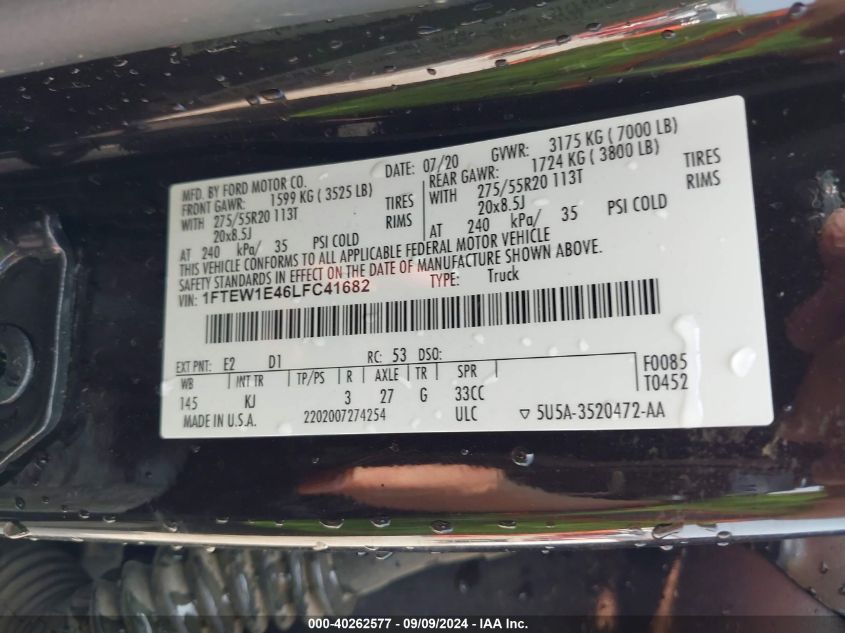 MFD. BY FORD MOTOR CO.
DATE: 07/20 GVWR: 3175 KG ( 7000 LB)
FRONT GAWR: 1599 KG ( 3525 LB)
WITH 275/55R20 113T TIRES
20x8.5J RIMS
AT 240 kPa/ 35 PSI COLD
REAR GAWR: 1724 KG ( 3800 LB)
WITH 275/55R20 113T TIRES
20x8.5J RIMS
AT 240 kPa/ 35 PSI COLD
THIS VEHICLE CONFORMS TO ALL APPLICABLE FEDERAL MOTOR VEHICLE
SAFETY STANDARDS IN EFFECT ON THE DATE OF MANUFACTURE SHOWN ABOVE.
VIN: 1FTEW1E46LFC41682 TYPE: Truck
EXT PNT: E2 D1 RC: 53 DSO:
WB INT TR TP/PS R AXLE TR SPR F0085
145 KJ 3 27 G 33CC T0452
MADE IN U.S.A. 2202007274254 ULC ▽ 5U5A-3520472-AA
000-40262577 - 09/09/2024 - IAA Inc.